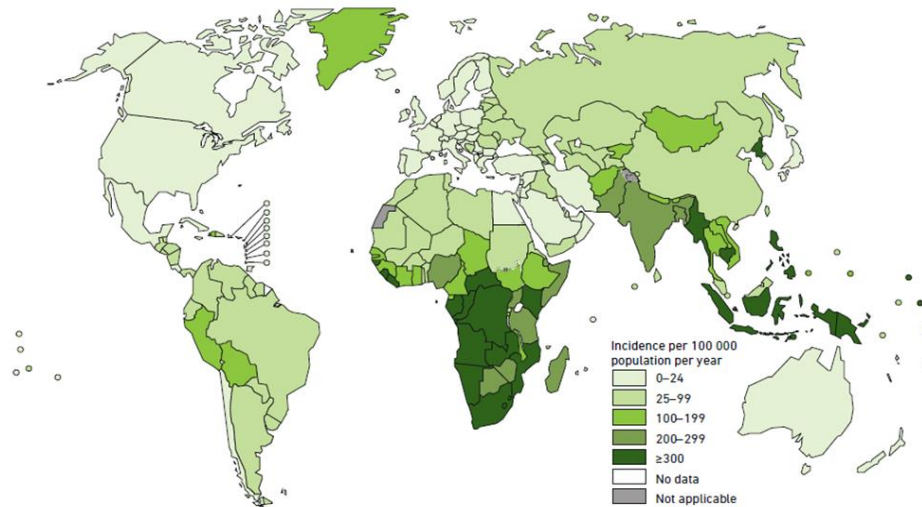 Incidence per 100 000
population per year
0–24
25–99
100–199
200–299
≥300
No data
Not applicable